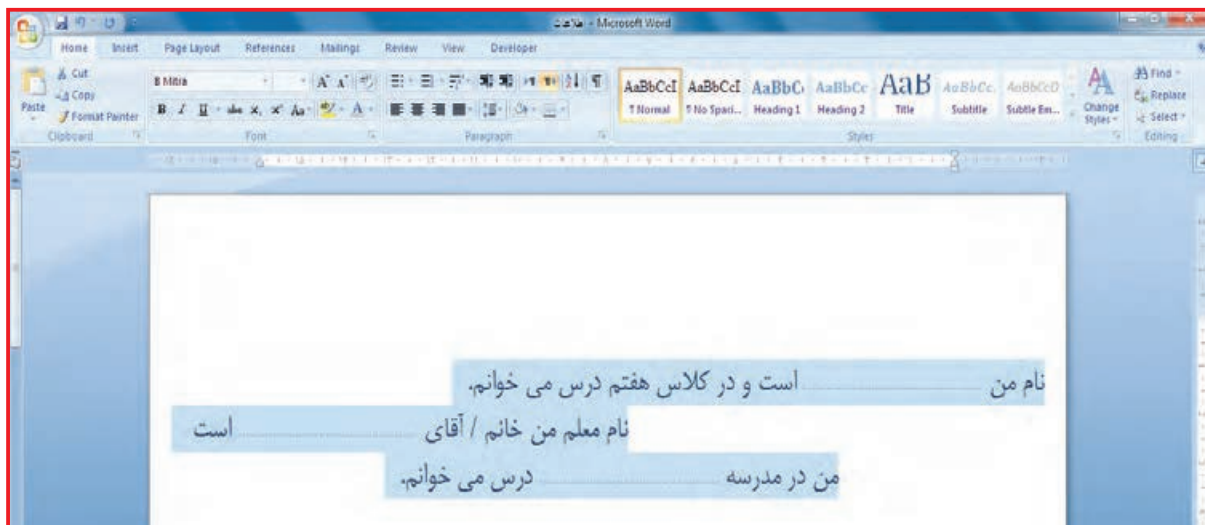 اطلاعات - Microsoft Word
Home Insert Page Layout References Mailings Review View Developer
Paste
Cut
Copy
Format Painter
Clipboard
B Mitra
Font
Paragraph
AaBbCcI AaBbCcI AaBbC AaBbCc AaB AaBbCc. AaBbCcD
¶ Normal ¶ No Spaci... Heading 1 Heading 2 Title Subtitle Subtle Em...
Change Styles
Styles
Find
Replace
Select
Editing
نام من .......................... است و در کلاس هفتم درس می خوانم.
نام معلم من خانم / آقای .......................... است
من در مدرسه .......................... درس می خوانم.